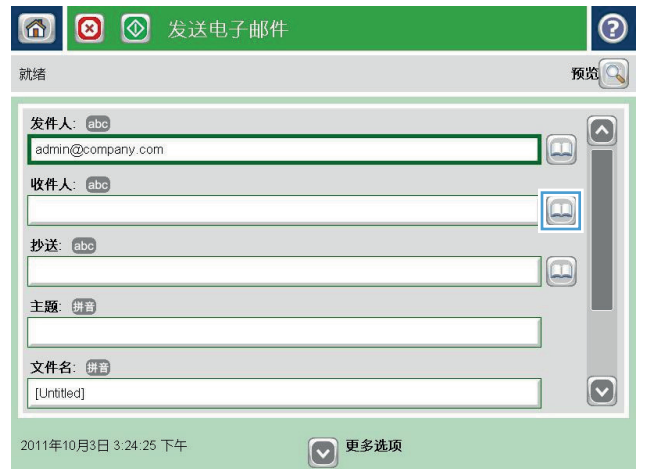 发送电子邮件
就绪 预览
发件人: abc
admin@company.com
收件人: abc
抄送: abc
主题: 拼音
文件名: 拼音
[Untitled]
2011年10月3日 3:24:25 下午 更多选项